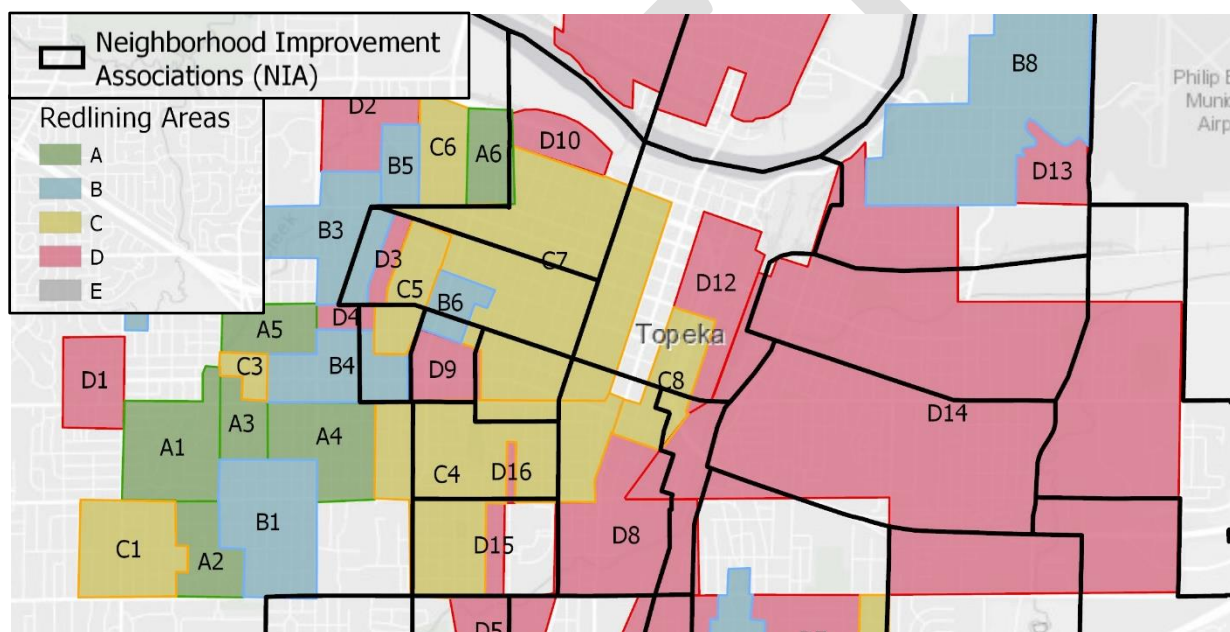 Neighborhood Improvement
Associations (NIA)
Redlining Areas
A
B
C
D
E
D2
B5
C6
A6
D10
B8
D13
B3
D3
C5
B6
C7
D12
D4
A5
C3
B4
D9
Topeka
C8
D1
A1
A3
A4
C4
D16
D14
C1
A2
B1
D15
D8
D5